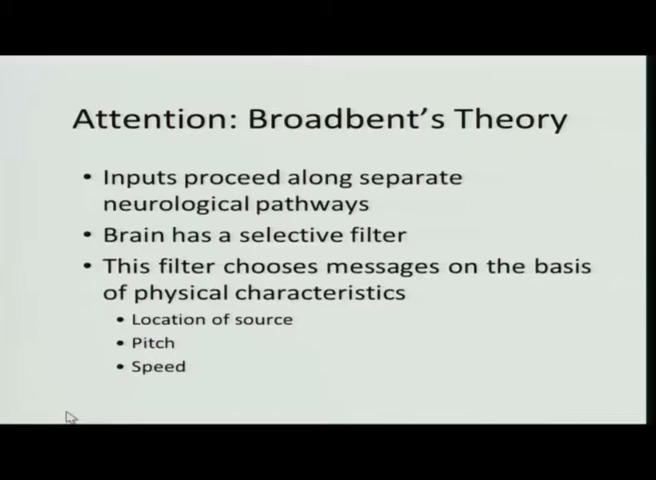 Attention: Broadbent's Theory
• Inputs proceed along separate
neurological pathways
• Brain has a selective filter
• This filter chooses messages on the basis
of physical characteristics
• Location of source
• Pitch
• Speed